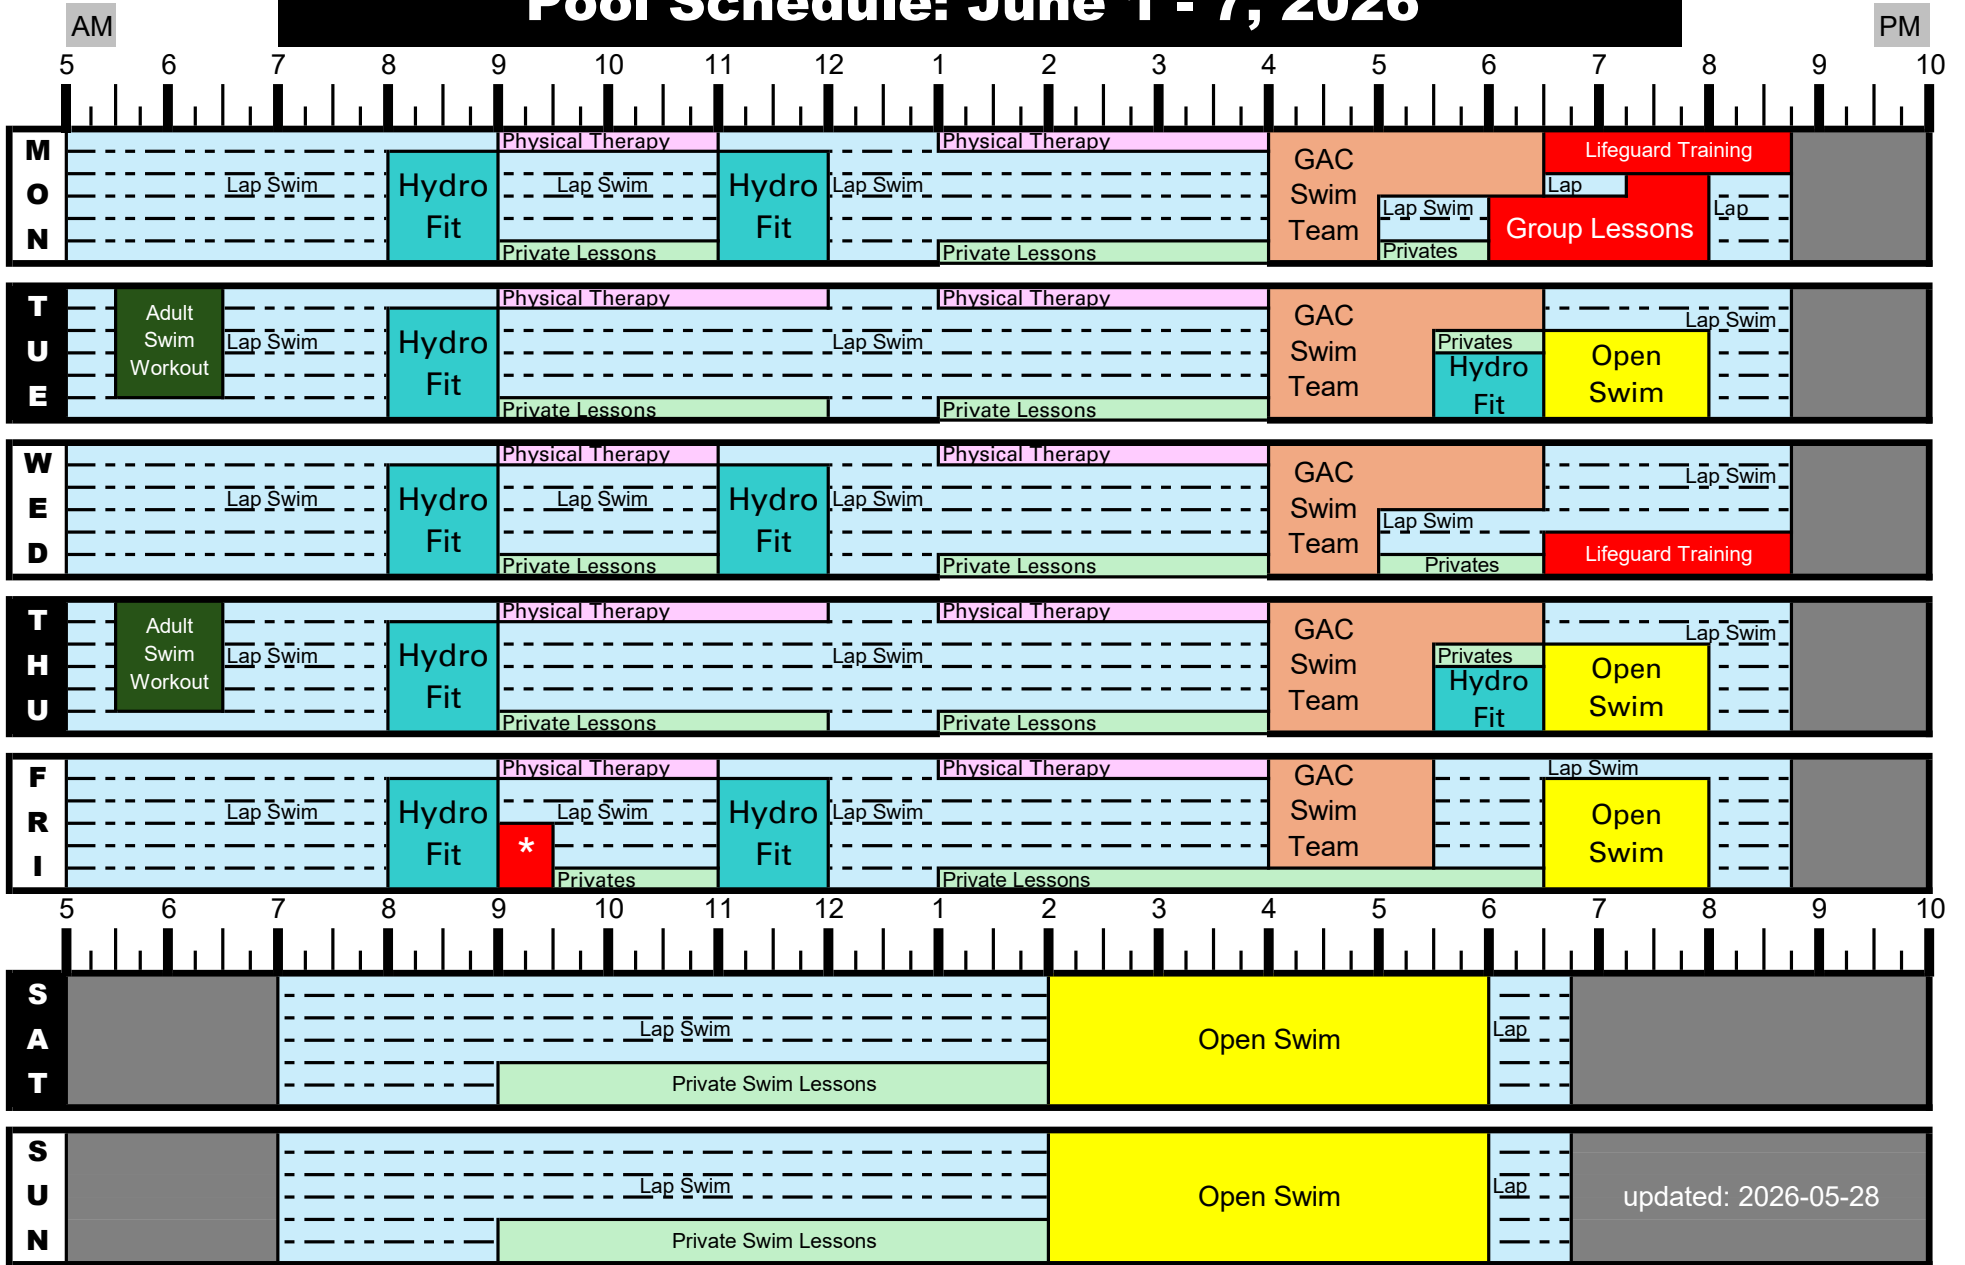 Pool Schedule: June 1 - 7, 2026
AM
PM
5 6 7 8 9 10 11 12 1 2 3 4 5 6 7 8 9 10
MON
Physical Therapy
Physical Therapy
Lap Swim
Hydro
Fit
Lap Swim
Private Lessons
Hydro
Fit
Lap Swim
Private Lessons
GAC
Swim
Team
Lap Swim
Privates
Lifeguard Training
Lap
Group Lessons
Lap
TUE
Adult
Swim
Workout
Lap Swim
Hydro
Fit
Physical Therapy
Private Lessons
Lap Swim
Physical Therapy
Private Lessons
GAC
Swim
Team
Privates
Hydro
Fit
Open
Swim
Lap Swim
WED
Lap Swim
Hydro
Fit
Physical Therapy
Lap Swim
Private Lessons
Hydro
Fit
Lap Swim
Physical Therapy
Private Lessons
GAC
Swim
Team
Lap Swim
Privates
Lap Swim
Lifeguard Training
THU
Adult
Swim
Workout
Lap Swim
Hydro
Fit
Physical Therapy
Private Lessons
Lap Swim
Physical Therapy
Private Lessons
GAC
Swim
Team
Privates
Hydro
Fit
Open
Swim
Lap Swim
FRI
Lap Swim
Hydro
Fit
Physical Therapy
*
Lap Swim
Privates
Hydro
Fit
Lap Swim
Physical Therapy
Private Lessons
GAC
Swim
Team
Lap Swim
Open
Swim
5 6 7 8 9 10 11 12 1 2 3 4 5 6 7 8 9 10
SAT
Lap Swim
Private Swim Lessons
Open Swim
Lap
SUN
Lap Swim
Private Swim Lessons
Open Swim
Lap
updated: 2026-05-28